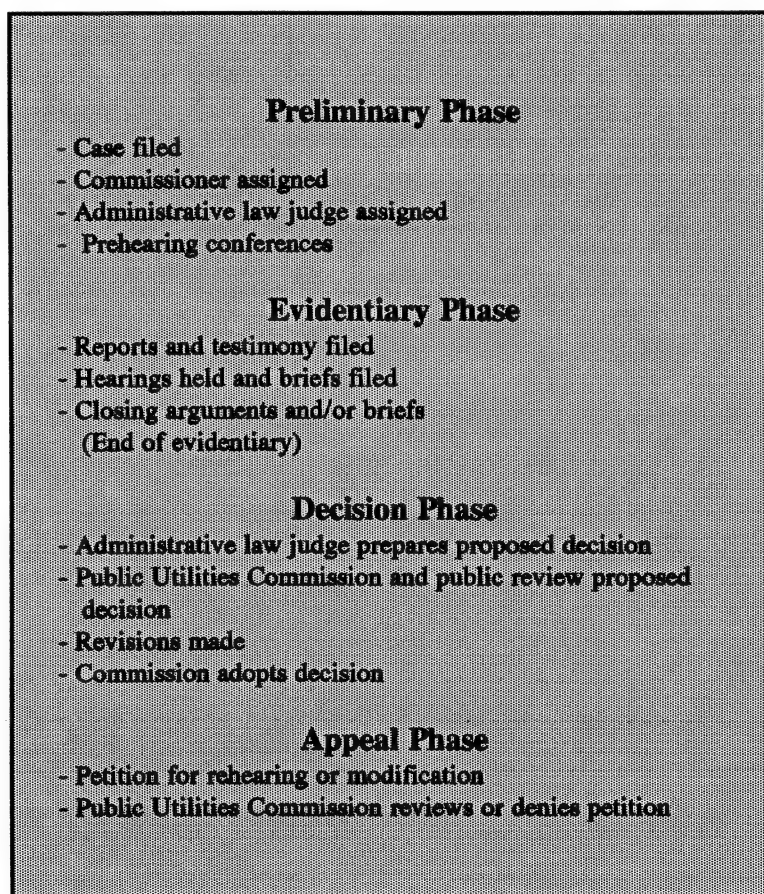 Preliminary Phase
- Case filed
- Commissioner assigned
- Administrative law judge assigned
- Prehearing conferences
Evidentiary Phase
- Reports and testimony filed
- Hearings held and briefs filed
- Closing arguments and/or briefs
(End of evidentiary)
Decision Phase
- Administrative law judge prepares proposed decision
- Public Utilities Commission and public review proposed
decision
- Revisions made
- Commission adopts decision
Appeal Phase
- Petition for rehearing or modification
- Public Utilities Commission reviews or denies petition